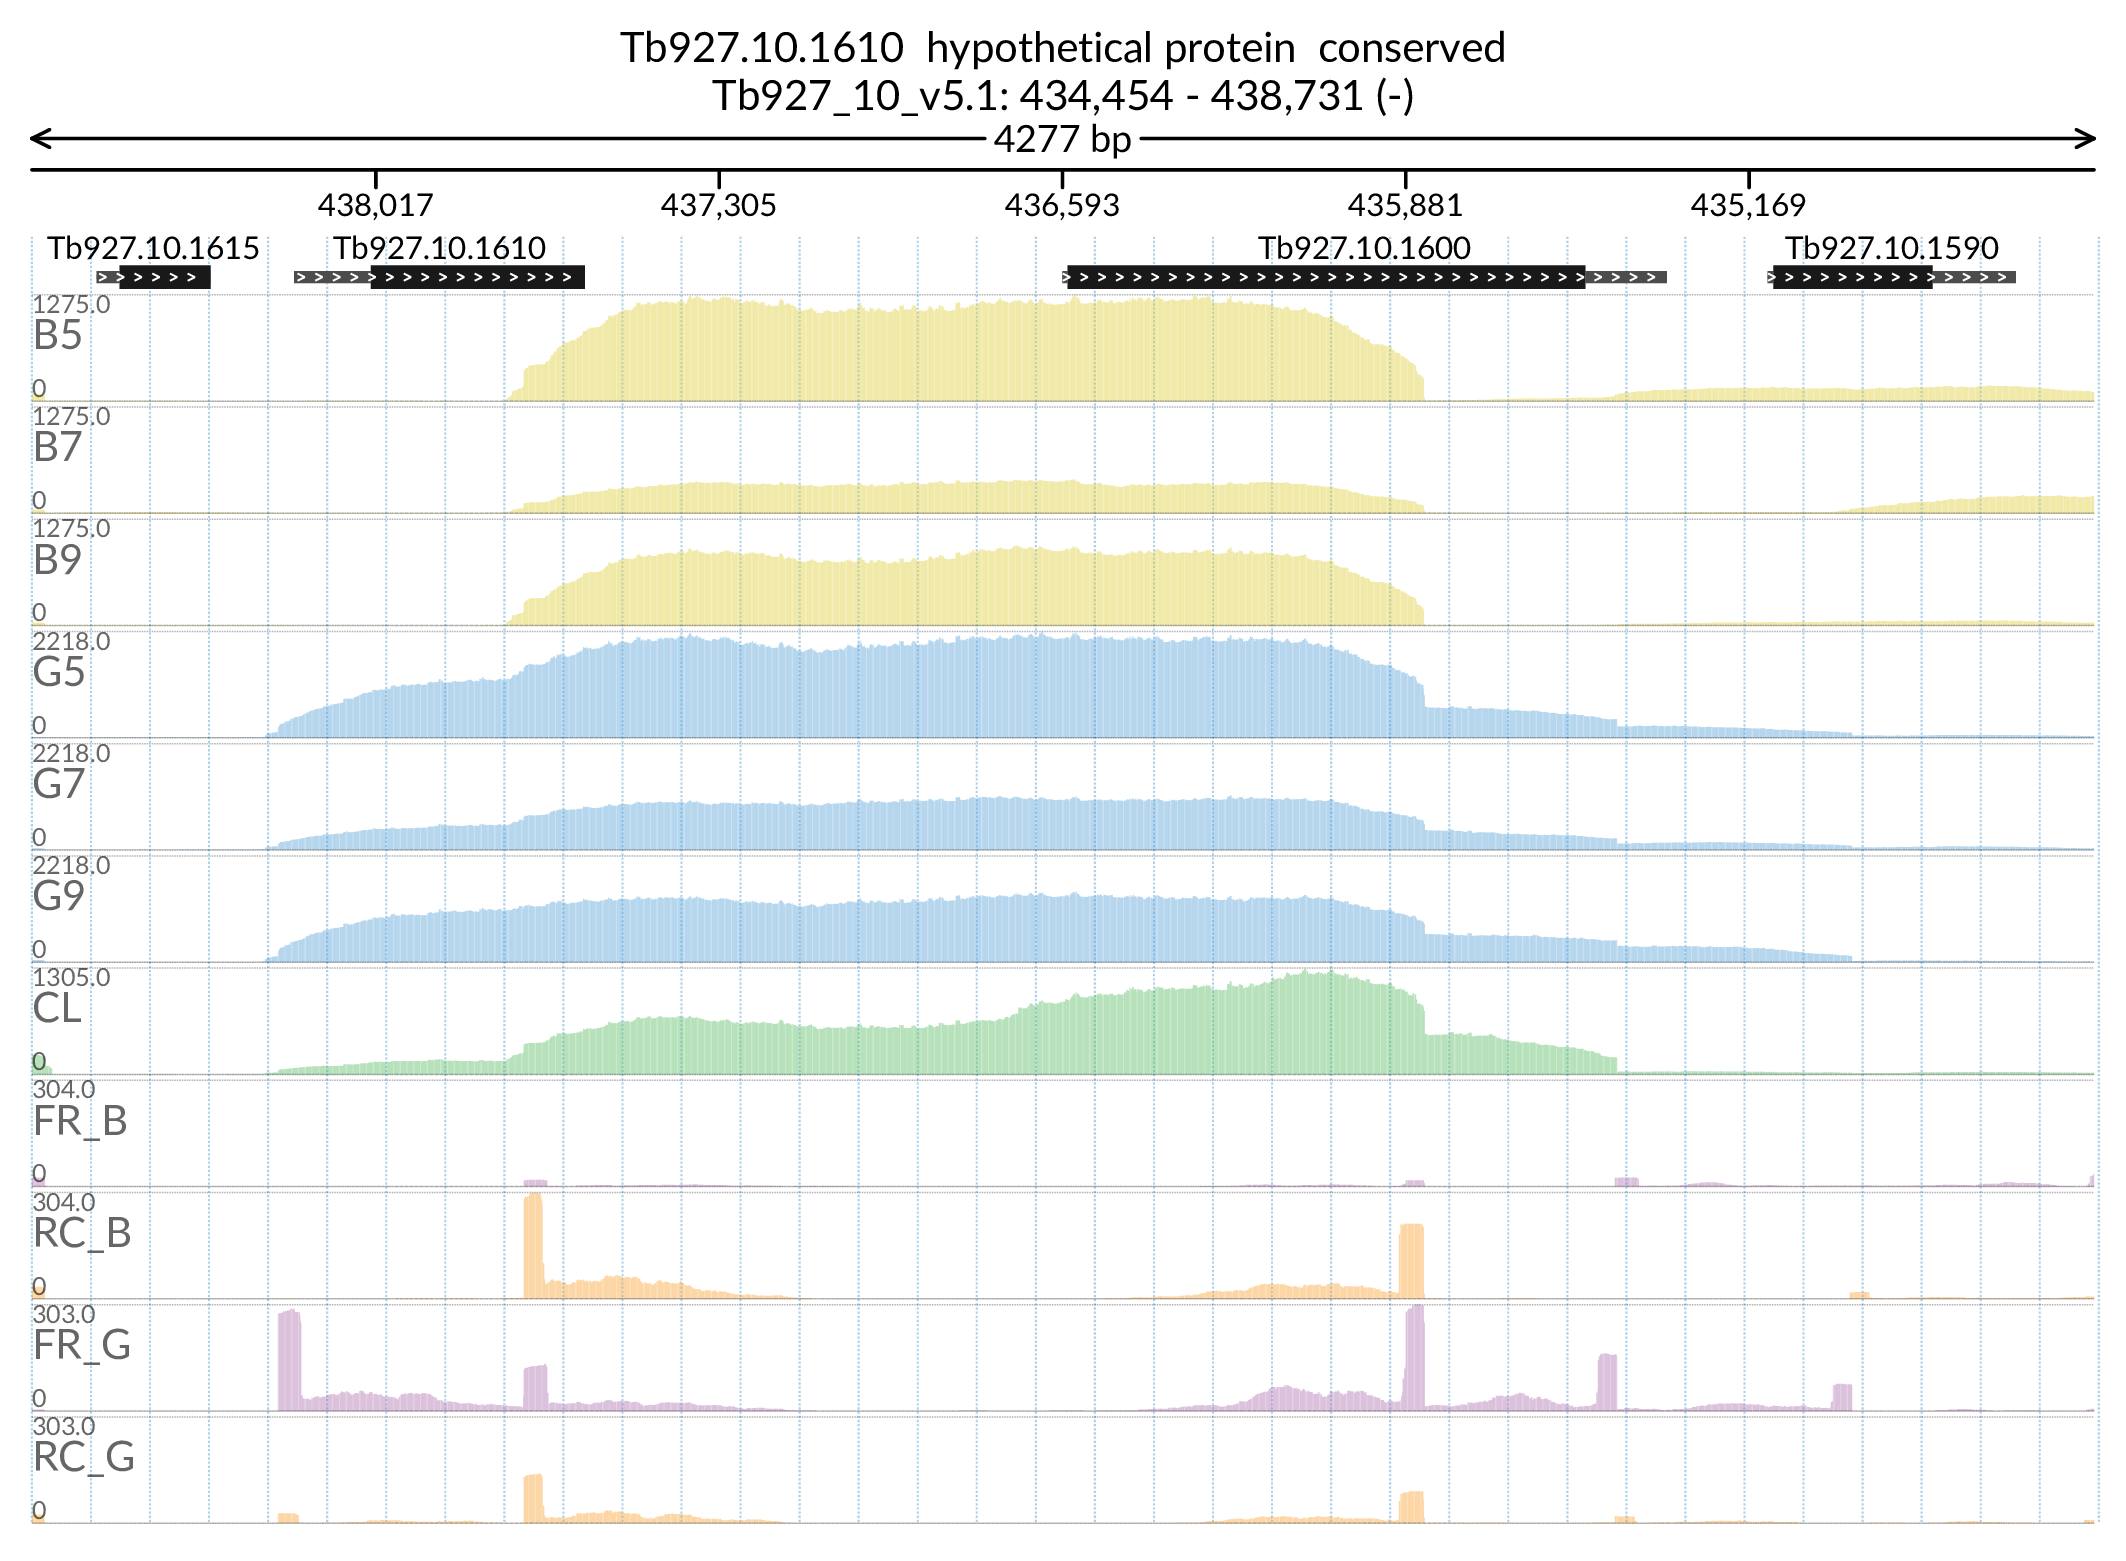 Tb927.10.1610  hypothetical protein  conserved
Tb927_10_v5.1: 434,454 - 438,731 (-)
4277 bp
438,017 437,305 436,593 435,881 435,169
Tb927.10.1615 Tb927.10.1610 Tb927.10.1600 Tb927.10.1590
1275.0
B5
0
1275.0
B7
0
1275.0
B9
0
2218.0
G5
0
2218.0
G7
0
2218.0
G9
0
1305.0
CL
0
304.0
FR_B
0
304.0
RC_B
0
303.0
FR_G
0
303.0
RC_G
0